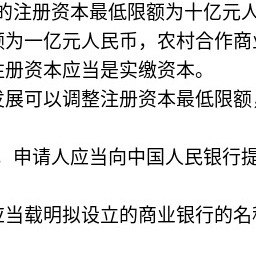 的注册资本最低限额为十亿元人
额为一亿元人民币，农村合作商业
注册资本应当是实缴资本。
发展可以调整注册资本最低限额，
，申请人应当向中国人民银行提
应当载明拟设立的商业银行的名称